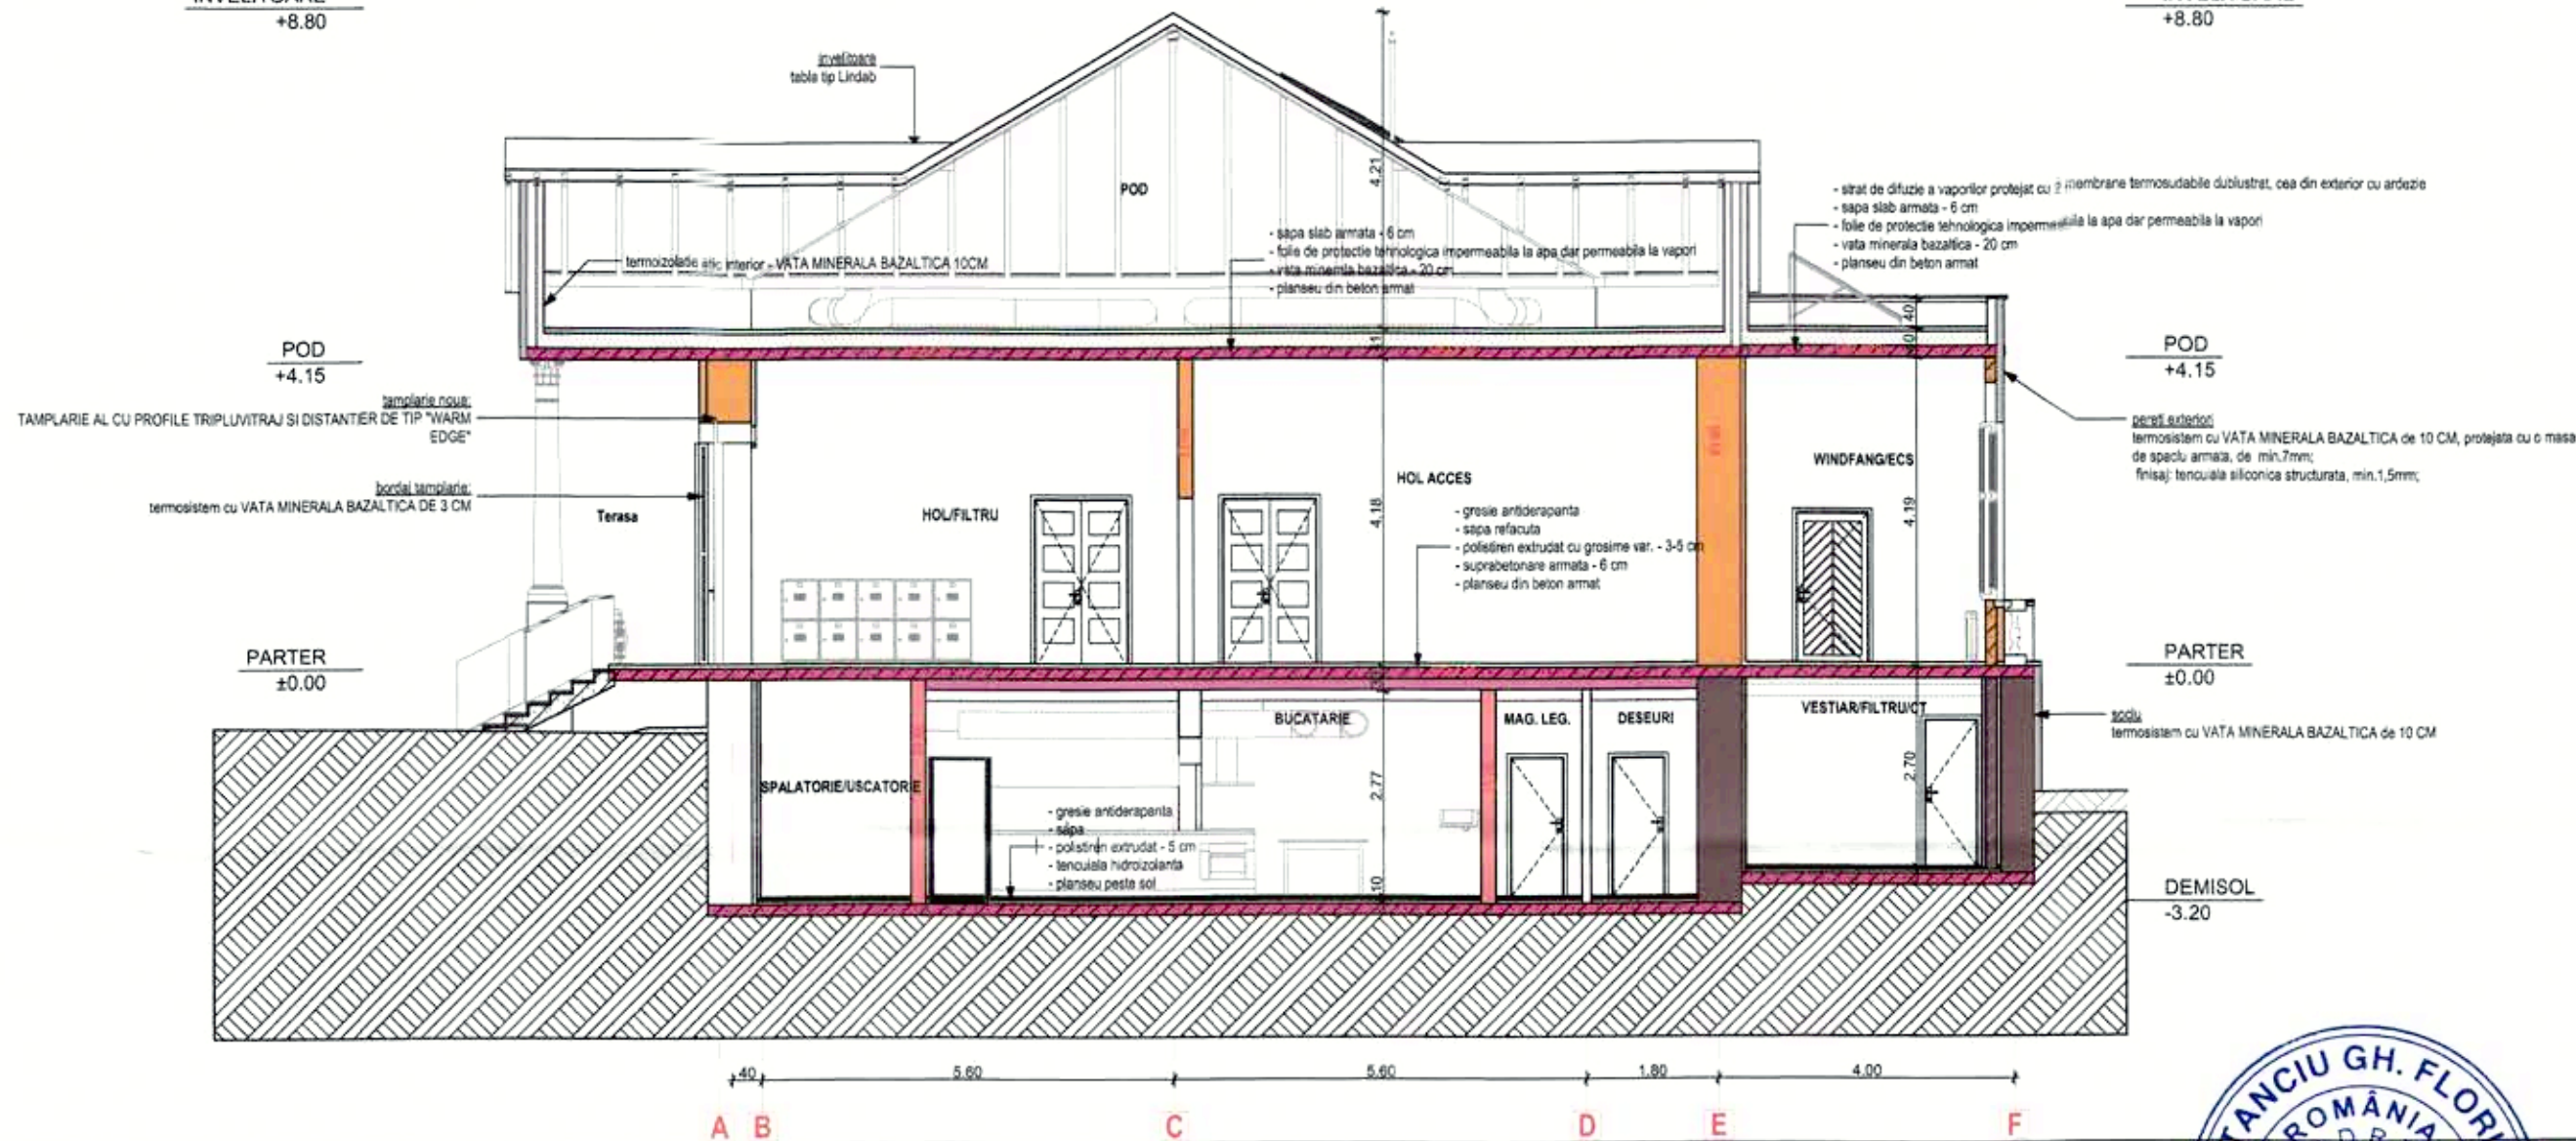 +8.80
+8.80
invelitoare
tabla tip Lindab
4.21
POD
- strat de difuzie a vaporilor protejat cu 2 membrane termosudabile dublustrat, cea din exterior cu ardezie
- sapa slab armata - 6 cm
- folie de protectie tehnologica impermeabila la apa dar permeabila la vapori
- vata minerala bazaltica - 20 cm
- planseu din beton armat
- sapa slab armata - 6 cm
- folie de protectie tehnologica impermeabila la apa dar permeabila la vapori
- vata minerala bazaltica - 20 cm
- planseu din beton armat
termoizolatie atic interior - VATA MINERALA BAZALTICA 10CM
40
POD
+4.15
POD
+4.15
tamplarie noua:
TAMPLARIE AL CU PROFILE TRIPLUVITRAJ SI DISTANTIER DE TIP "WARM
EDGE"
pereti exteriori
termosistem cu VATA MINERALA BAZALTICA de 10 CM, protejata cu o masa
de spaclu armata, de min.7mm;
finisaj: tencuiala siliconica structurata, min.1,5mm;
bordaj tamplarie:
termosistem cu VATA MINERALA BAZALTICA DE 3 CM
Terasa
HOL/FILTRU
HOL ACCES
WINDFANG/ECS
4.18
4.19
- gresie antiderapanta
- sapa refacuta
- polistiren extrudat cu grosime var. - 3-5 cm
- suprabetonare armata - 6 cm
- planseu din beton armat
PARTER
±0.00
PARTER
±0.00
BUCATARIE
MAG. LEG.
DESEURI
VESTIAR/FILTRU/CT
soclu
termosistem cu VATA MINERALA BAZALTICA de 10 CM
SPALATORIE/USCATORIE
2.77
2.70
- gresie antiderapanta
- sapa
- polistiren extrudat - 5 cm
- tencuiala hidroizolanta
- planseu peste sol
10
DEMISOL
-3.20
40
5.60
5.60
1.80
4.00
A
B
C
D
E
F
GH.
ROMÂNIA